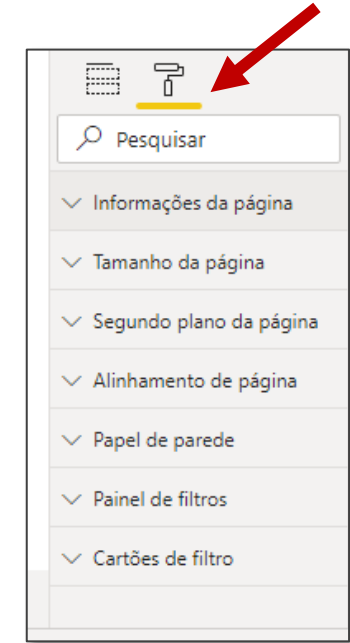 Pesquisar
Informações da página
Tamanho da página
Segundo plano da página
Alinhamento de página
Papel de parede
Painel de filtros
Cartões de filtro